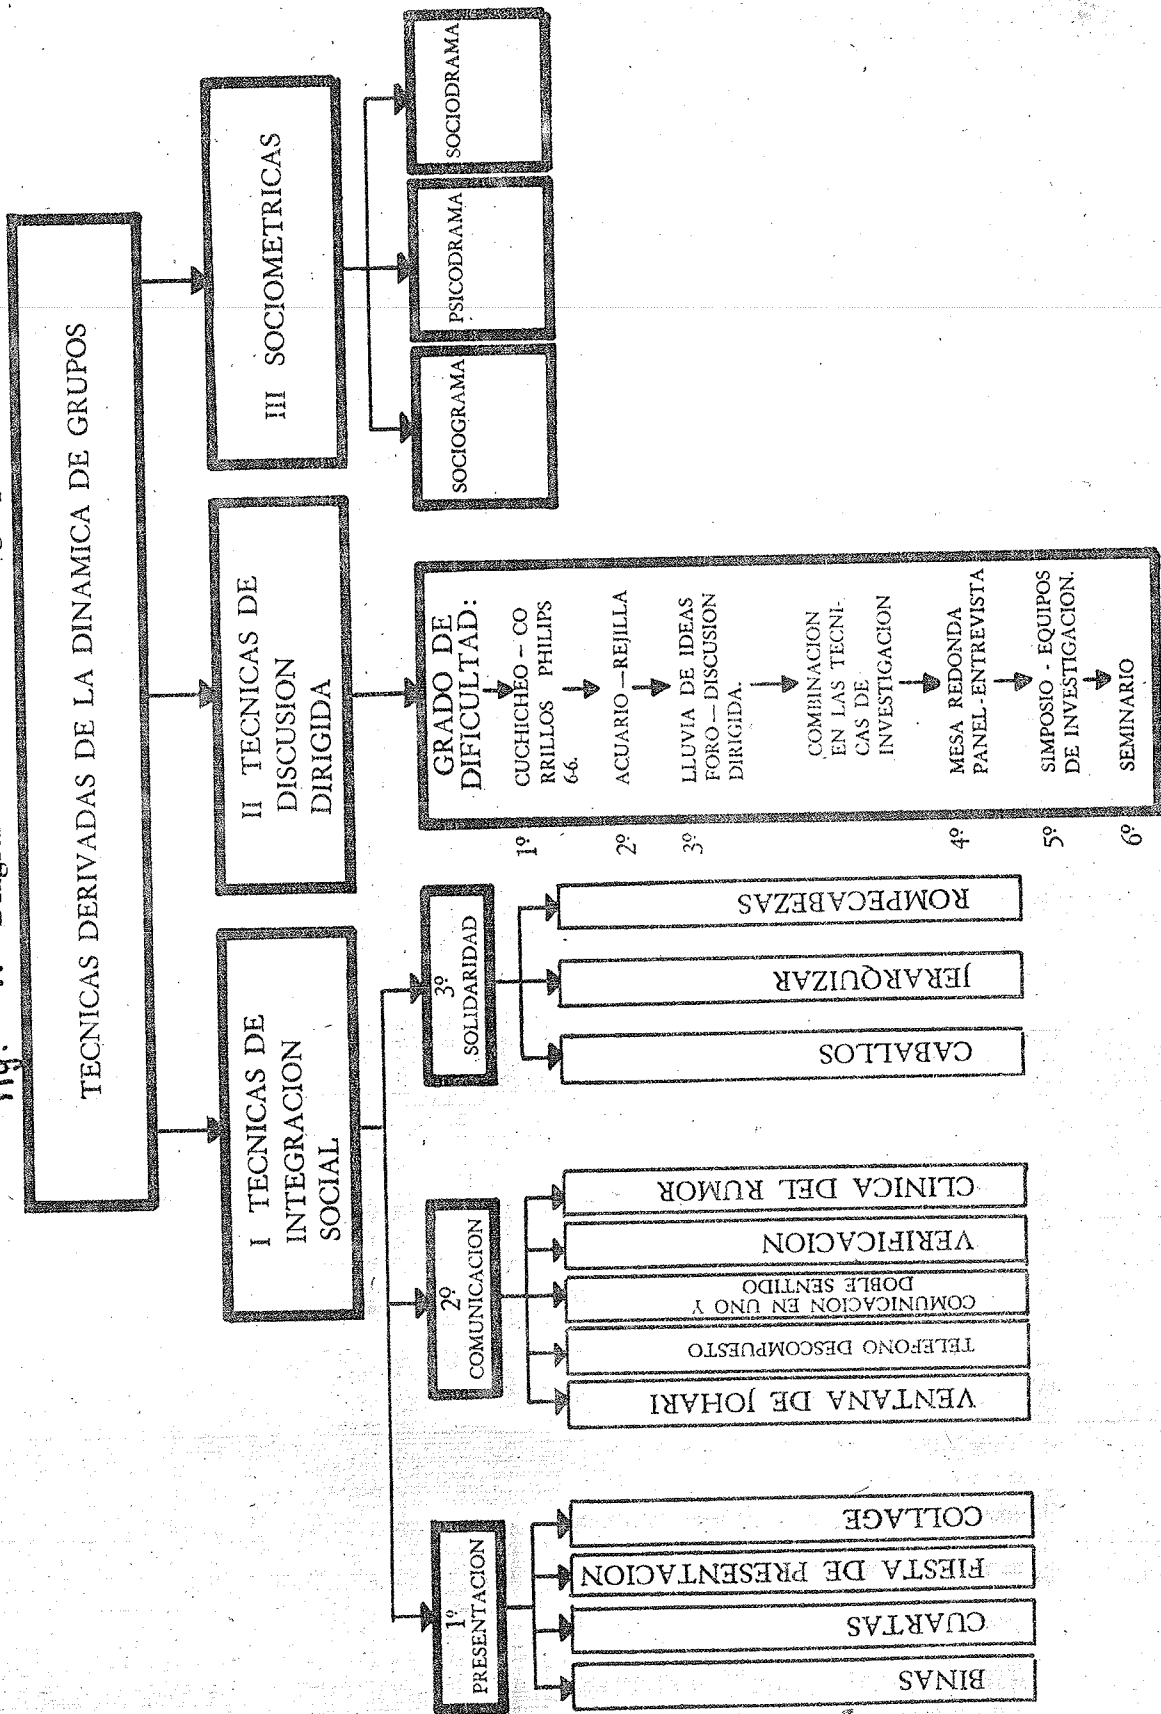 TECNICAS DERIVADAS DE LA DINAMICA DE GRUPOS
I TECNICAS DE
INTEGRACION
SOCIAL
II TECNICAS DE
DISCUSION
DIRIGIDA
III SOCIOMETRICAS
1º
PRESENTACION
2º
COMUNICACION
3º
SOLIDARIDAD
BINAS
CUARTAS
FIESTA DE PRESENTACION
COLLAGE
VENTANA DE JOHARI
TELEFONO DESCOMPUESTO
COMUNICACION EN UNO Y
DOBLE SENTIDO
VERIFICACION
CLINICA DEL RUMOR
CABALLOS
JERARQUIZAR
ROMPECABEZAS
GRADO DE
DIFICULTAD:
1º
CUCHICHEO - CO
RRILLOS PHILIPS
66.
2º
ACUARIO—REJILLA
3º
LLUVIA DE IDEAS
FORO—DISCUSION
DIRIGIDA.
COMBINACION
EN LAS TECNI-
CAS DE
INVESTIGACION
4º
MESA REDONDA
PANEL-ENTREVISTA
5º
SIMPOSIO - EQUIPOS
DE INVESTIGACION.
6º
SEMINARIO
SOCIOGRAMA
PSICODRAMA
SOCIODRAMA